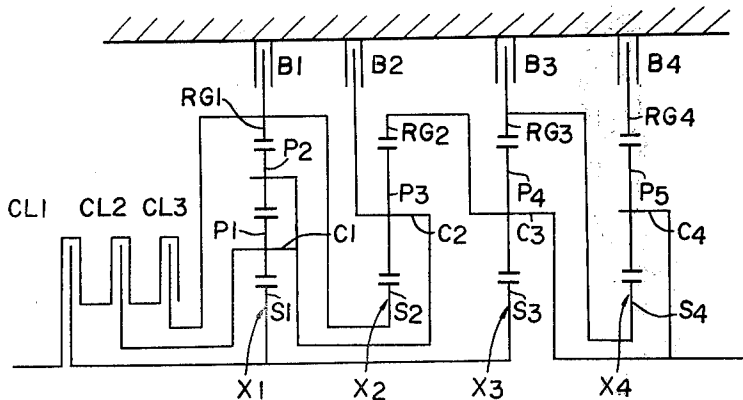 B1 B2 B3 B4
RG1 RG2 RG3 RG4
P2
P3 P4 P5
CL1 CL2 CL3 P1 C1 C2 C3 C4
S1 S2 S3 S4
X1 X2 X3 X4